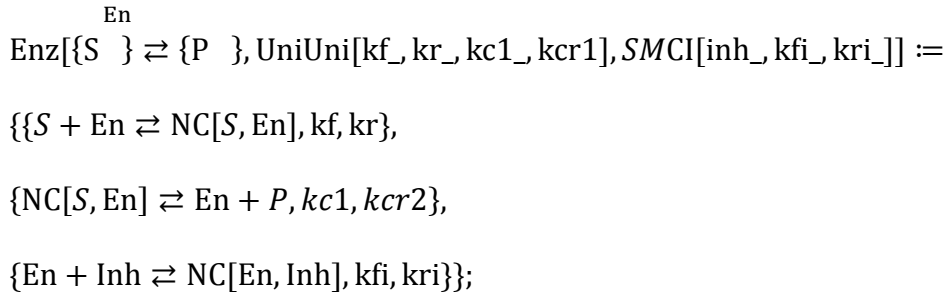 En
Enz[{S } ⇄ {P }, UniUni[kf_, kr_, kc1_, kcr1], SMCI[inh_, kfi_, kri_]] ≔
{{S + En ⇄ NC[S, En], kf, kr},
{NC[S, En] ⇄ En + P, kc1, kcr2},
{En + Inh ⇄ NC[En, Inh], kfi, kri}};